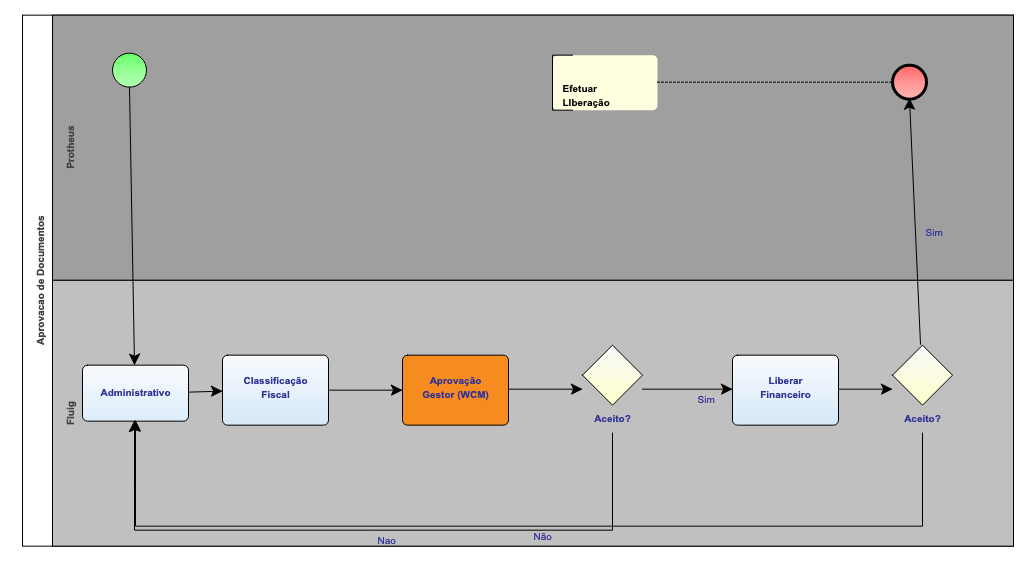 Aprovacao de Documentos
Protheus
Efetuar
LIberação
Sim
Fluig
Administrativo
Classificação
Fiscal
Aprovação
Gestor (WCM)
Aceito?
Sim
Liberar
Financeiro
Aceito?
Nao
Não